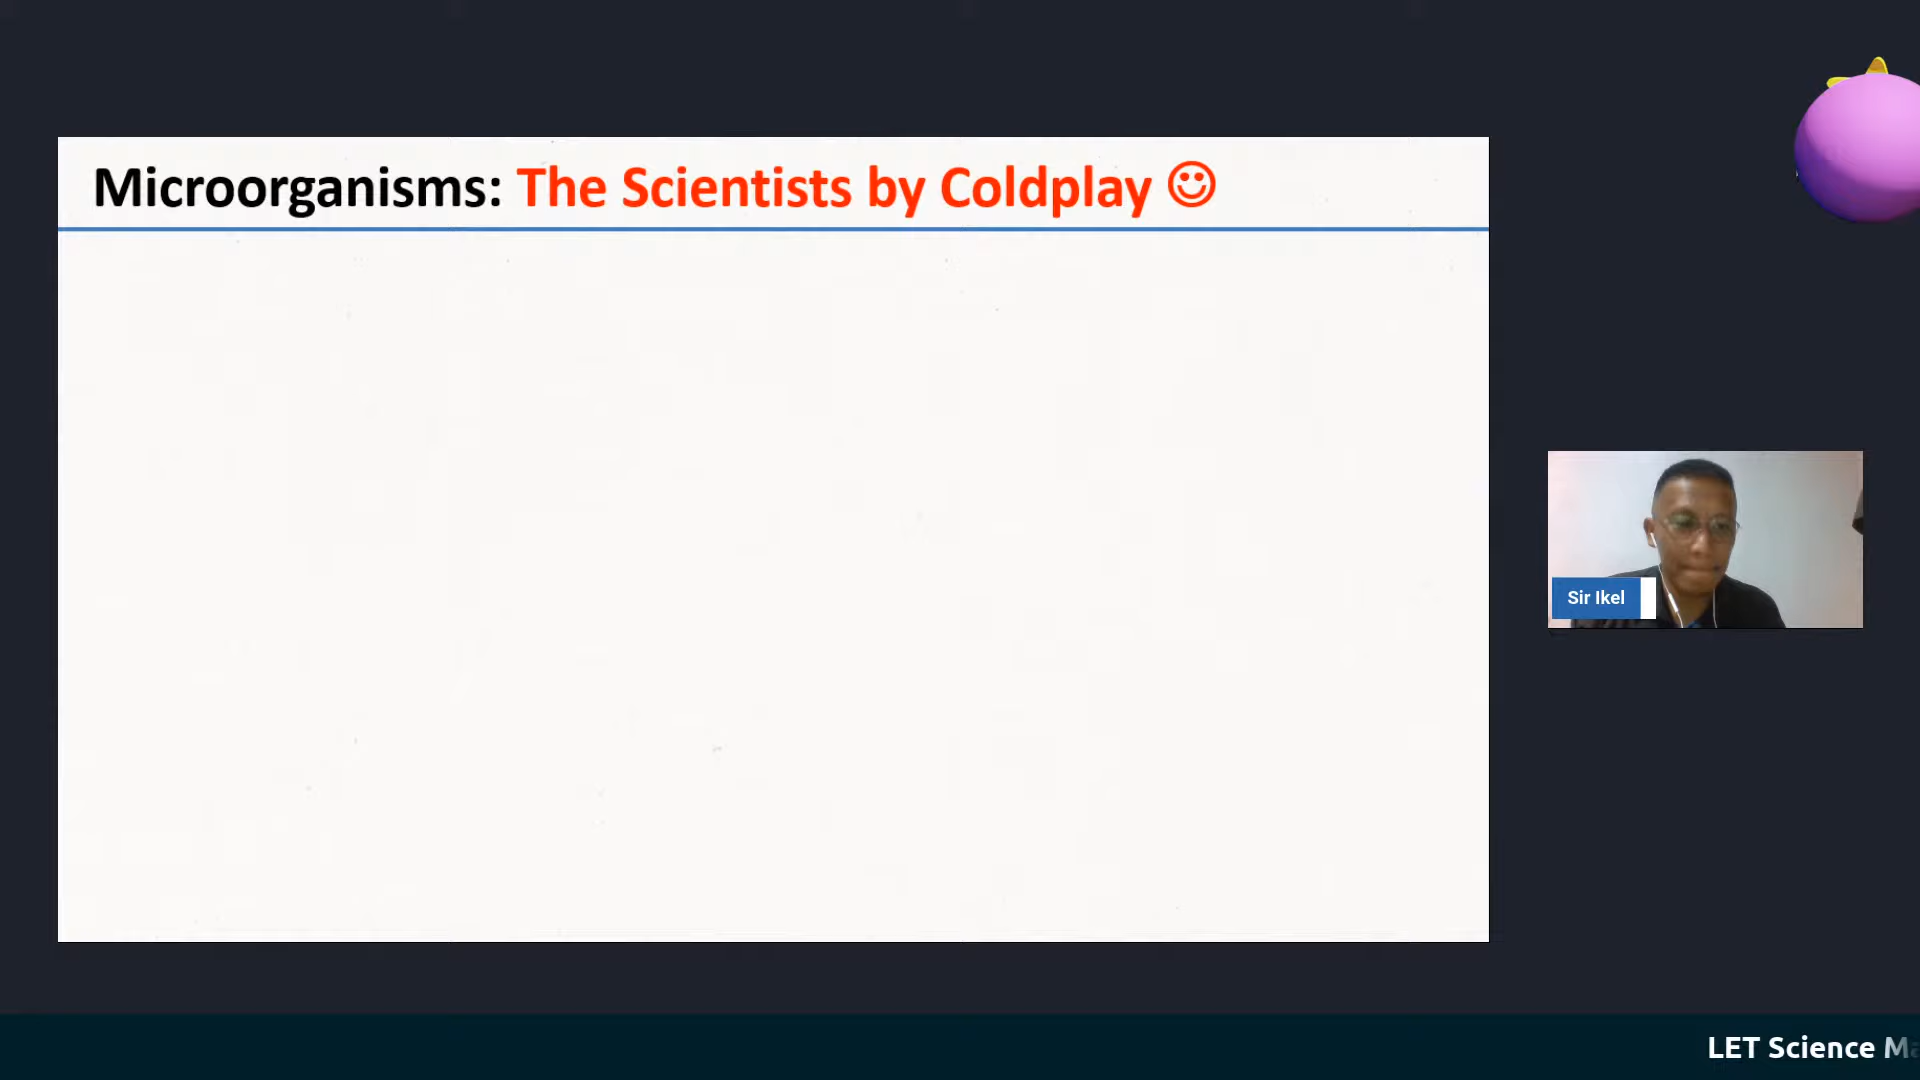 Microorganisms: The Scientists by Coldplay ☺
Sir Ikel
LET Science